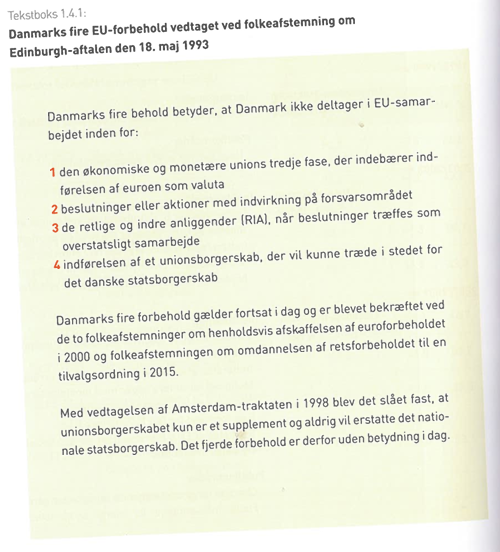 Tekstboks 1.4.1:
Danmarks fire EU-forbehold vedtaget ved folkeafstemning om
Edinburgh-aftalen den 18. maj 1993
Danmarks fire behold betyder, at Danmark ikke deltager i EU-samar-
bejdet inden for:
1 den økonomiske og monetære unions tredje fase, der indebærer ind-
førelsen af euroen som valuta
2 beslutninger eller aktioner med indvirkning på forsvarsområdet
3 de retlige og indre anliggender (RIA), når beslutninger træffes som
overstatsligt samarbejde
4 indførelsen af et unionsborgerskab, der vil kunne træde i stedet for
det danske statsborgerskab
Danmarks fire forbehold gælder fortsat i dag og er blevet bekræftet ved
de to folkeafstemninger om henholdsvis afskaffelsen af euroforbeholdet
i 2000 og folkeafstemningen om omdannelsen af retsforbeholdet til en
tilvalgsordning i 2015.
Med vedtagelsen af Amsterdam-traktaten i 1998 blev det slået fast, at
unionsborgerskabet kun er et supplement og aldrig vil erstatte det natio-
nale statsborgerskab. Det fjerde forbehold er derfor uden betydning i dag.